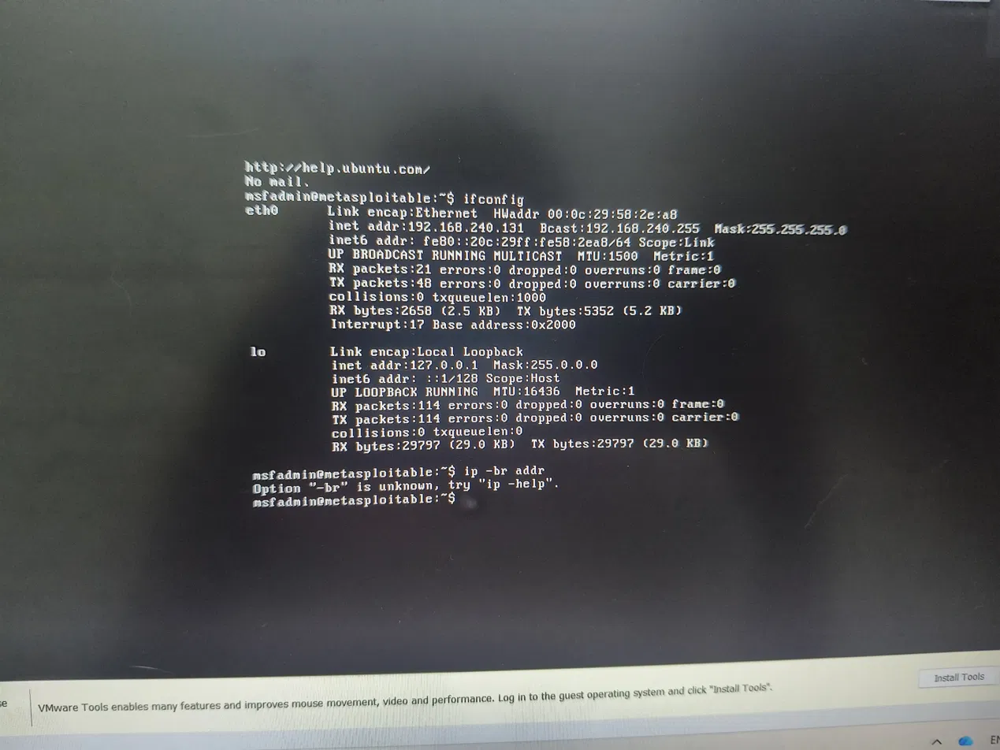 http://help.ubuntu.com/
No mail.
msfadmin@metasploitable:~$ ifconfig
eth0 Link encap:Ethernet HWaddr 00:0c:29:58:2e:a8
inet addr:192.168.240.131 Bcast:192.168.240.255 Mask:255.255.255.0
inet6 addr: fe80::20c:29ff:fe58:2ea8/64 Scope:Link
UP BROADCAST RUNNING MULTICAST MTU:1500 Metric:1
RX packets:21 errors:0 dropped:0 overruns:0 frame:0
TX packets:48 errors:0 dropped:0 overruns:0 carrier:0
collisions:0 txqueuelen:1000
RX bytes:2658 (2.5 KB) TX bytes:5352 (5.2 KB)
Interrupt:17 Base address:0x2000
lo Link encap:Local Loopback
inet addr:127.0.0.1 Mask:255.0.0.0
inet6 addr: ::1/128 Scope:Host
UP LOOPBACK RUNNING MTU:16436 Metric:1
RX packets:114 errors:0 dropped:0 overruns:0 frame:0
TX packets:114 errors:0 dropped:0 overruns:0 carrier:0
collisions:0 txqueuelen:0
RX bytes:29797 (29.0 KB) TX bytes:29797 (29.0 KB)
msfadmin@metasploitable:~$ ip -br addr
Option "-br" is unknown, try "ip -help".
msfadmin@metasploitable:~$
Install Tools
VMware Tools enables many features and improves mouse movement, video and performance. Log in to the guest operating system and click "Install Tools".